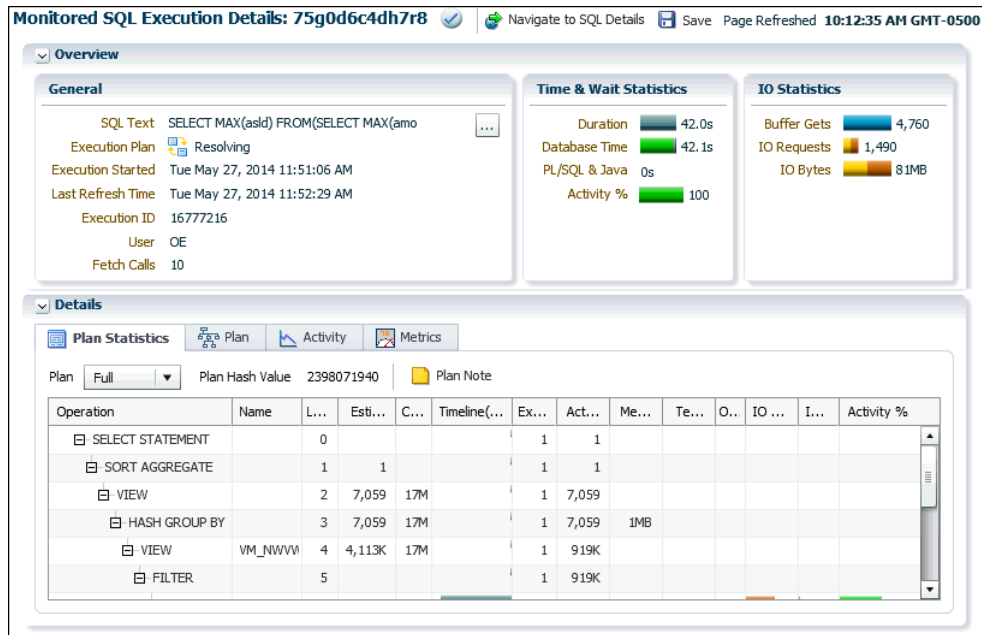 Monitored SQL Execution Details: 75g0d6c4dh7r8 Navigate to SQL Details Save Page Refreshed 10:12:35 AM GMT-0500
Overview
General
SQL Text SELECT MAX(asld) FROM(SELECT MAX(amo ...
Execution Plan Resolving
Execution Started Tue May 27, 2014 11:51:06 AM
Last Refresh Time Tue May 27, 2014 11:52:29 AM
Execution ID 16777216
User OE
Fetch Calls 10
Time & Wait Statistics
Duration 42.0s
Database Time 42.1s
PL/SQL & Java 0s
Activity % 100
IO Statistics
Buffer Gets 4,760
IO Requests 1,490
IO Bytes 81MB
Details
Plan Statistics Plan Activity Metrics
Plan Full Plan Hash Value 2398071940 Plan Note
Operation Name L... Esti... C... Timeline(... Ex... Act... Me... Te... O... IO ... I... Activity %
SELECT STATEMENT 0 1 1
SORT AGGREGATE 1 1 1 1
VIEW 2 7,059 17M 1 7,059
HASH GROUP BY 3 7,059 17M 1 7,059 1MB
VIEW VM_NWVW 4 4,113K 17M 1 919K
FILTER 5 1 919K